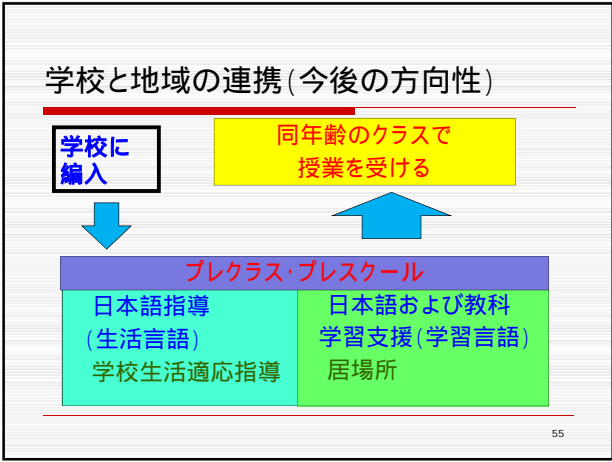 学校と地域の連携(今後の方向性)
学校に
編入
同年齢のクラスで
授業を受ける
プレクラス・プレスクール
日本語指導
(生活言語)
学校生活適応指導
日本語および教科
学習支援(学習言語)
居場所
55